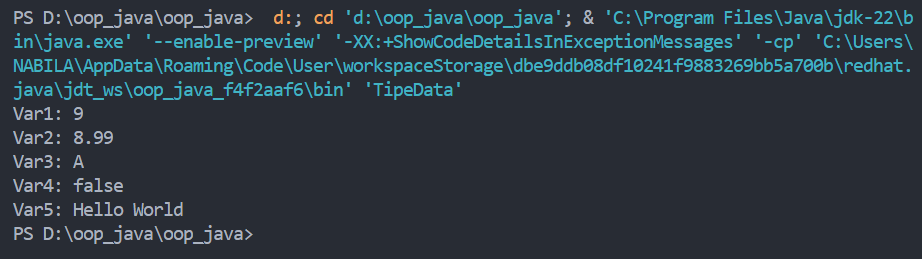 PS D:\oop_java\oop_java>  d:; cd 'd:\oop_java\oop_java'; & 'C:\Program Files\Java\jdk-22\b
in\java.exe' '--enable-preview' '-XX:+ShowCodeDetailsInExceptionMessages' '-cp' 'C:\Users\
NABILA\AppData\Roaming\Code\User\workspaceStorage\dbe9ddb08df10241f9883269bb5a700b\redhat.
java\jdt_ws\oop_java_f4f2aaf6\bin' 'TipeData'
Var1: 9
Var2: 8.99
Var3: A
Var4: false
Var5: Hello World
PS D:\oop_java\oop_java>